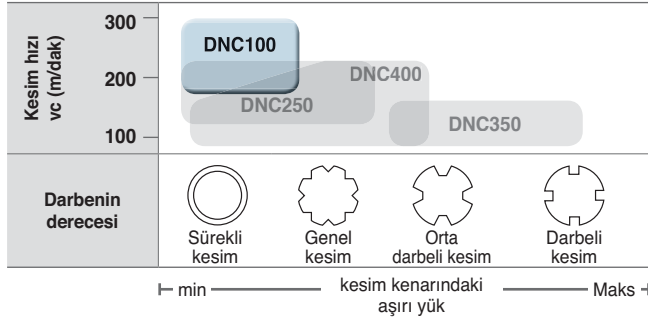 Kesim hızı
vc (m/dak)
300
200
100
DNC100
DNC400
DNC250
DNC350
Darbenin
derecesi
Sürekli
kesim
Genel
kesim
Orta
darbeli kesim
Darbeli
kesim
min
kesim kenarındaki
aşırı yük
Maks